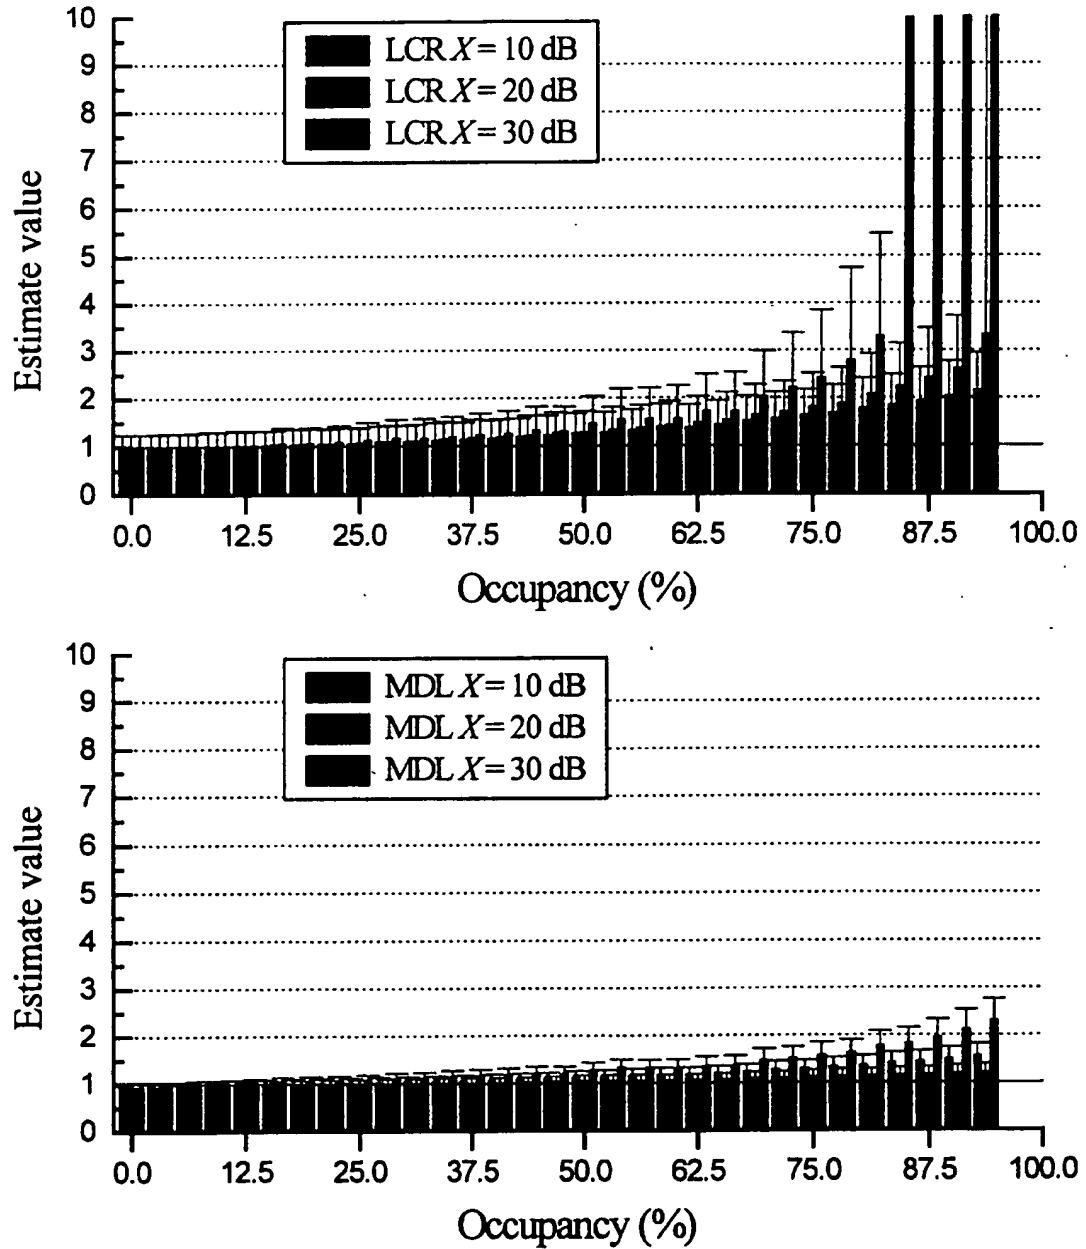 10
9
8
7
6
5
4
3
2
1
0
Estimate value
LCR X = 10 dB
LCR X = 20 dB
LCR X = 30 dB
0.0 12.5 25.0 37.5 50.0 62.5 75.0 87.5 100.0
Occupancy (%)
10
9
8
7
6
5
4
3
2
1
0
Estimate value
MDL X = 10 dB
MDL X = 20 dB
MDL X = 30 dB
0.0 12.5 25.0 37.5 50.0 62.5 75.0 87.5 100.0
Occupancy (%)